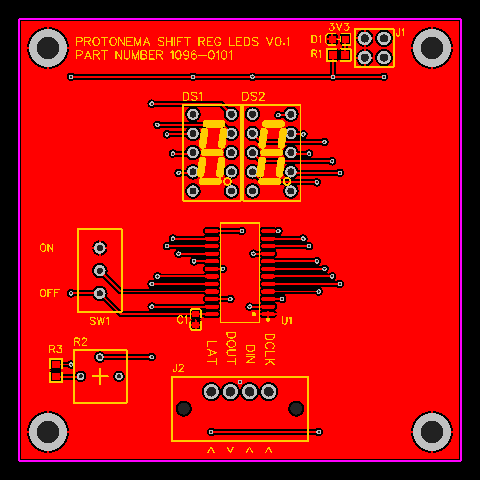 PROTONEMA SHIFT REG LEDS V0.1
PART NUMBER 1096-0101
3V3
D1
R1
J1
DS1 DS2
ON
OFF
SW1
C1
U1
LAT
DOUT
DIN
DCLK
R3
R2
J2